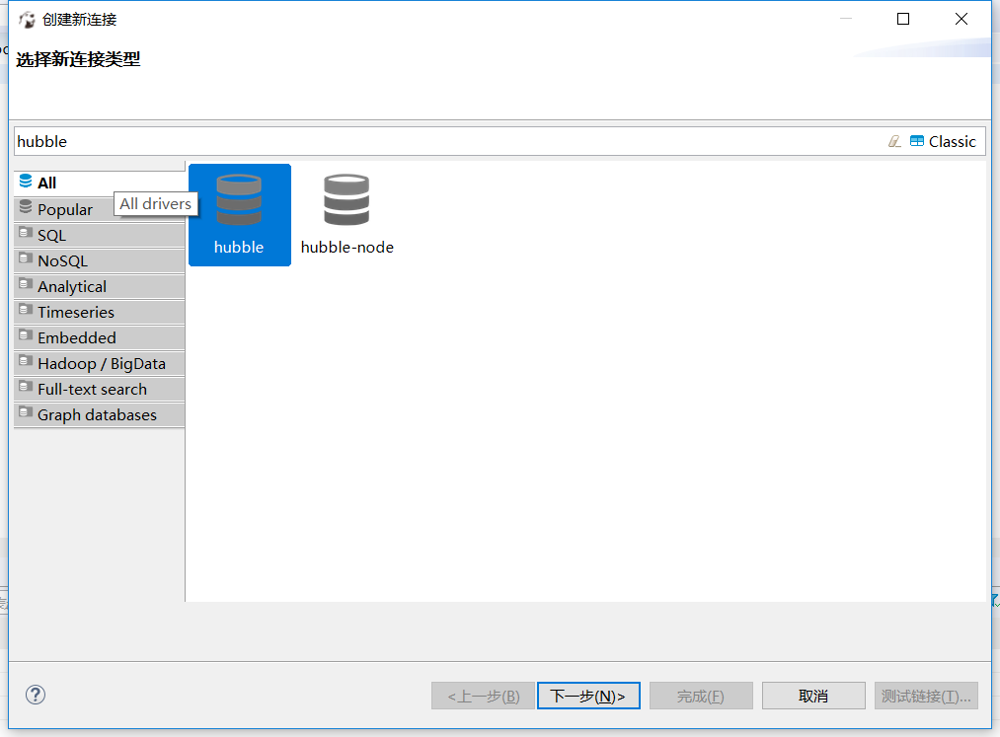 创建新连接
选择新连接类型
hubble
Classic
All
All drivers
Popular
SQL
NoSQL
Analytical
Timeseries
Embedded
Hadoop / BigData
Full-text search
Graph databases
hubble
hubble-node
?
<上一步(B)
下一步(N)>
完成(F)
取消
测试链接(T)...